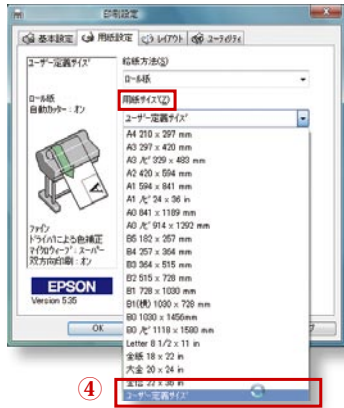 印刷設定
基本設定 用紙設定 ﾚｲｱｳﾄ ﾕｰﾃｨﾘﾃｨ
ﾕｰｻﾞｰ定義ｻｲｽﾞ
ﾛｰﾙ紙
自動ｶｯﾀｰ : ｵﾝ
ﾌｧｲﾝ
ﾄﾞﾗｲﾊﾞによる色補正
ﾏｲｸﾛｳｨｰﾌﾞ : ｽｰﾊﾟｰ
双方向印刷 : ｵﾝ
EPSON
Version 5.35
OK
給紙方法(S)
ﾛｰﾙ紙
用紙ｻｲｽﾞ(Z)
ﾕｰｻﾞｰ定義ｻｲｽﾞ
A4 210 x 297 mm
A3 297 x 420 mm
A3 ﾉﾋﾞ 329 x 483 mm
A2 420 x 594 mm
A1 594 x 841 mm
A1 ﾉﾋﾞ 24 x 36 in
A0 841 x 1189 mm
A0 ﾉﾋﾞ 914 x 1292 mm
B5 182 x 257 mm
B4 257 x 364 mm
B3 364 x 515 mm
B2 515 x 728 mm
B1 728 x 1030 mm
B1(横) 1030 x 728 mm
B0 1030 x 1456mm
B0 ﾉﾋﾞ 1118 x 1580 mm
Letter 8 1/2 x 11 in
全紙 18 x 22 in
大全 20 x 24 in
全倍 22 x 36 in
④ ﾕｰｻﾞｰ定義ｻｲｽﾞ